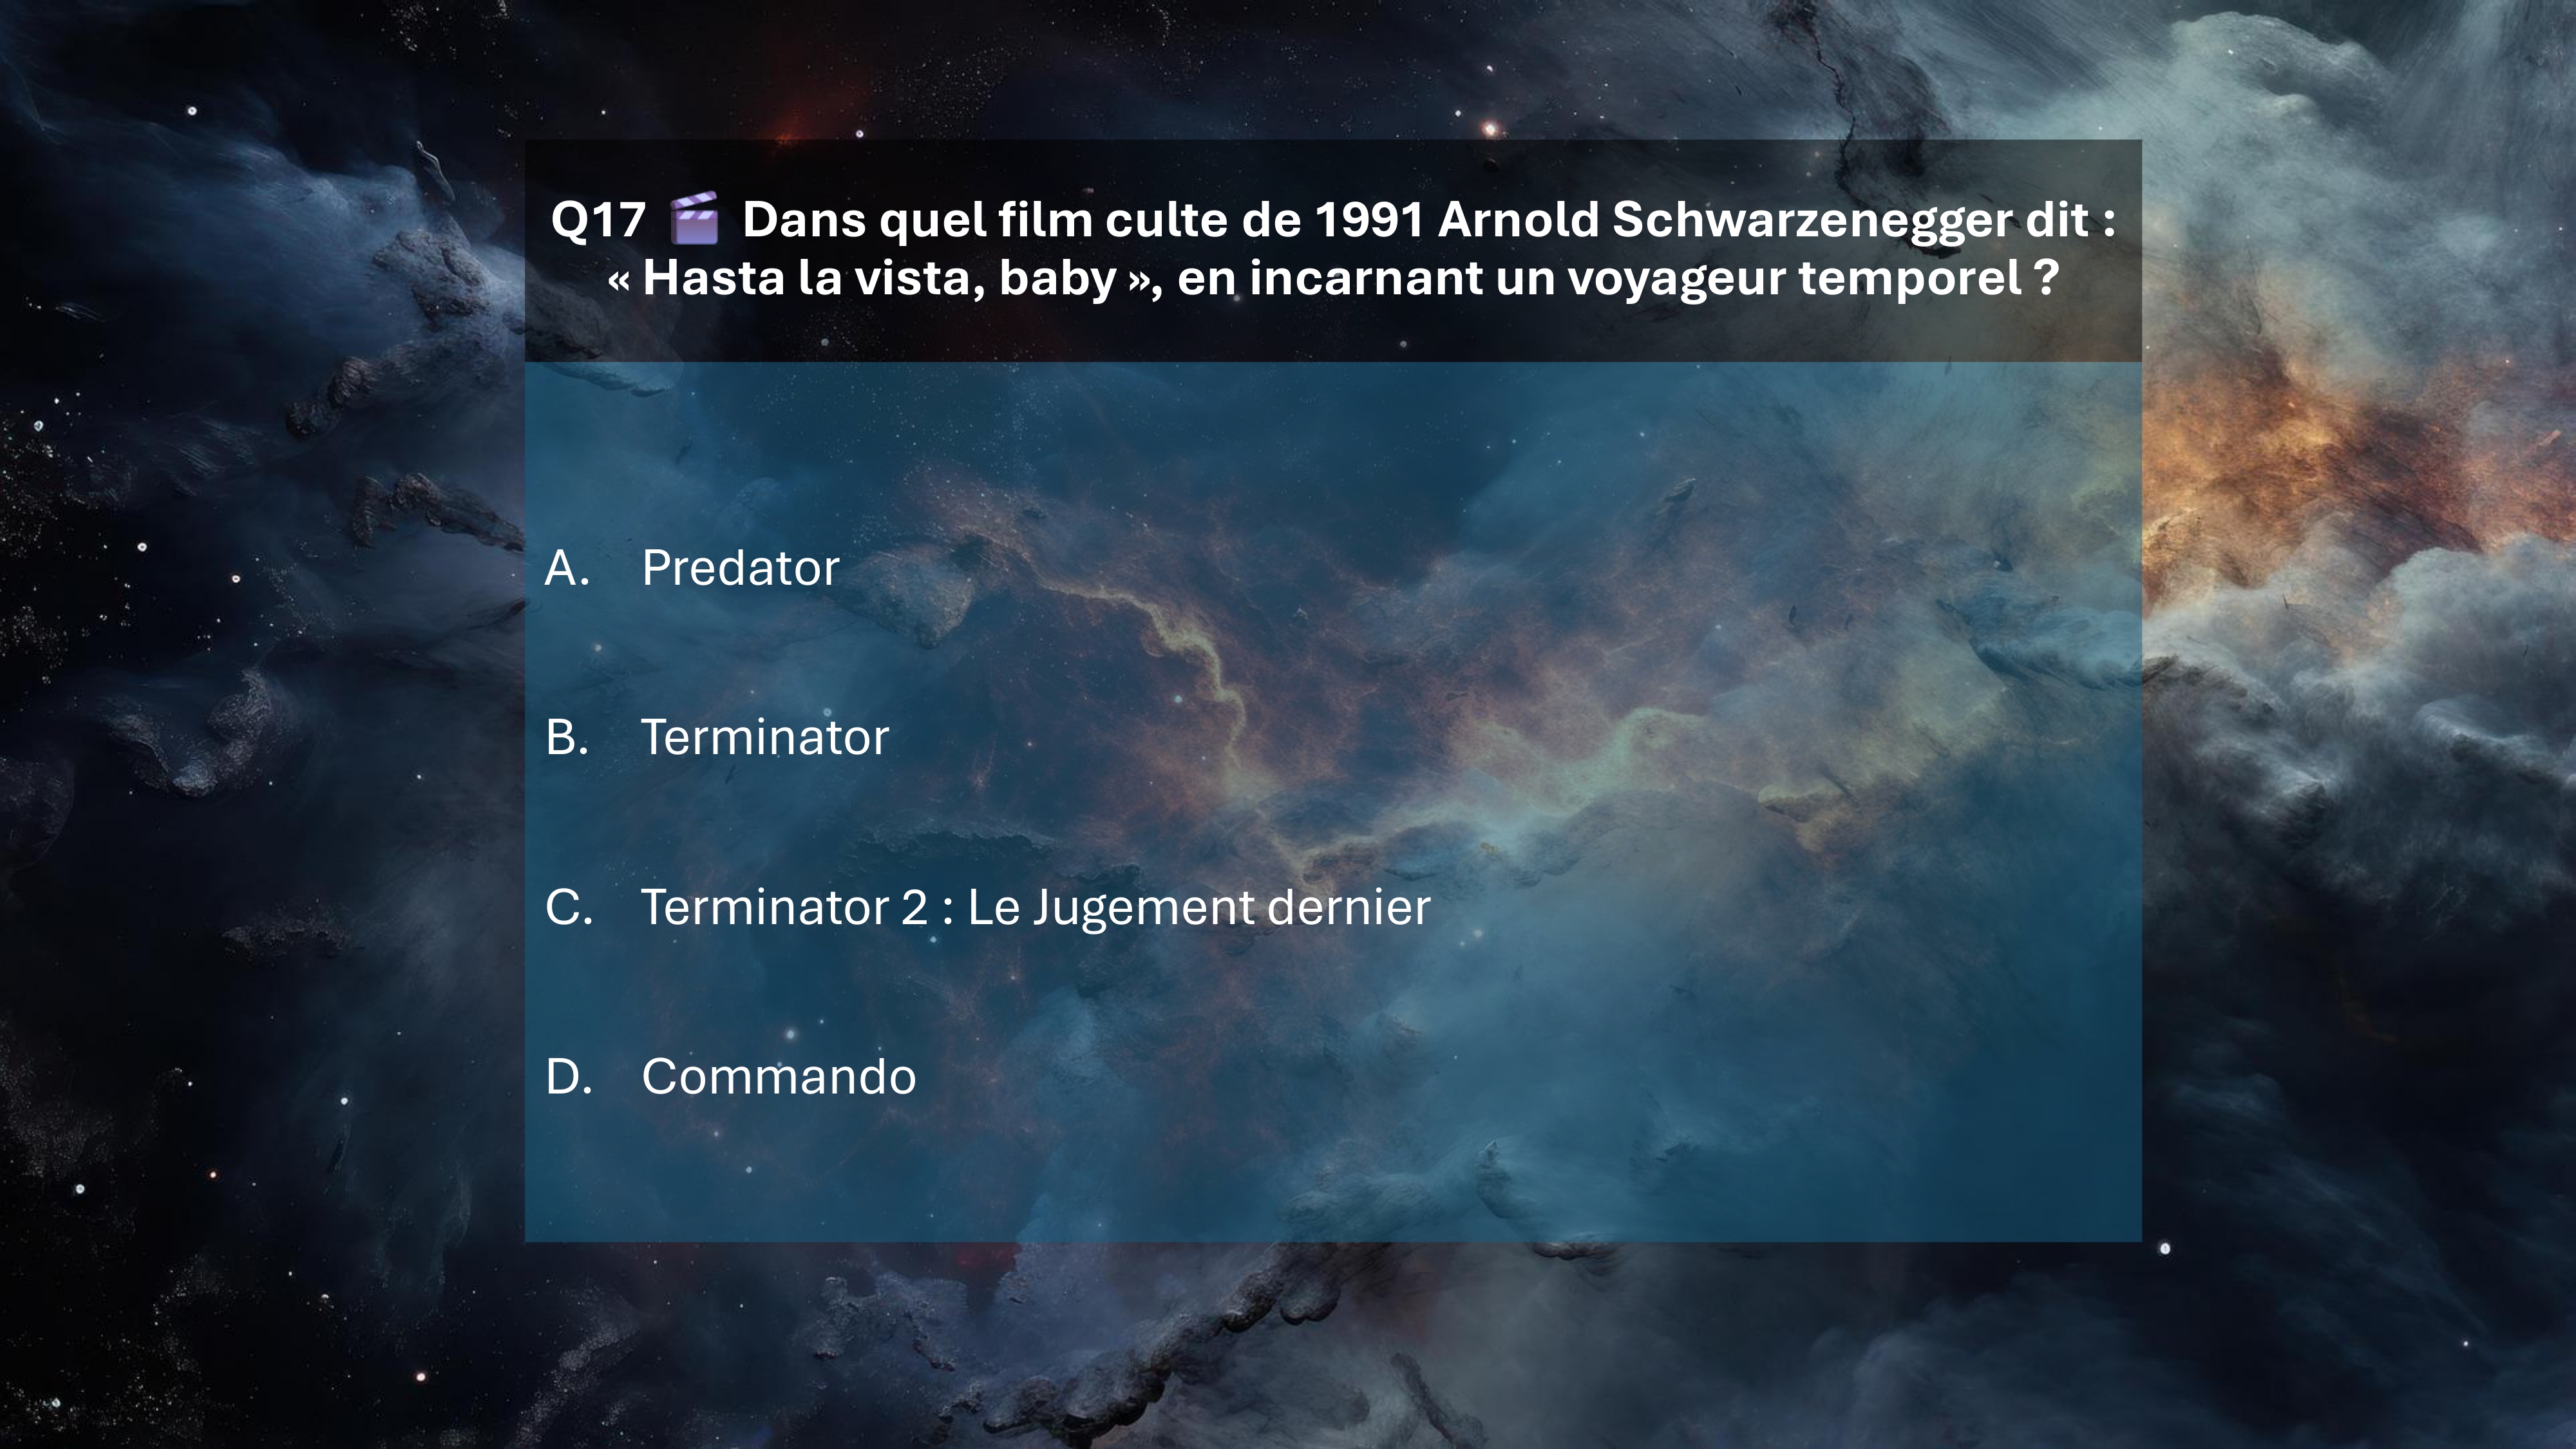 Q17 🎬 Dans quel film culte de 1991 Arnold Schwarzenegger dit :
« Hasta la vista, baby », en incarnant un voyageur temporel ?
A. Predator
B. Terminator
C. Terminator 2 : Le Jugement dernier
D. Commando